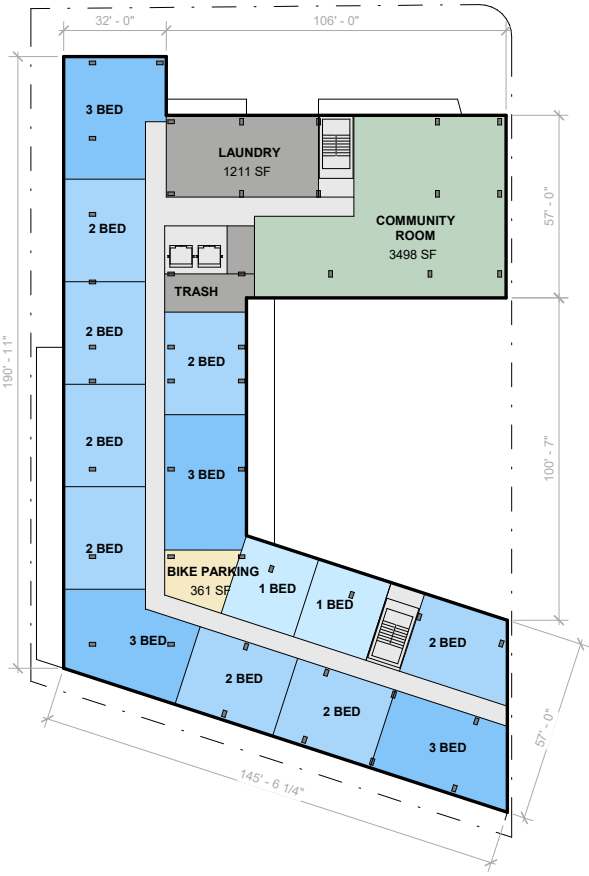 32' - 0"
106' - 0"
3 BED
LAUNDRY
1211 SF
2 BED
COMMUNITY
ROOM
3498 SF
57' - 0"
TRASH
2 BED
2 BED
190' - 11"
2 BED
3 BED
100' - 7"
2 BED
BIKE PARKING
361 SF
1 BED
1 BED
3 BED
2 BED
2 BED
2 BED
3 BED
57' - 0"
145' - 6 1/4"